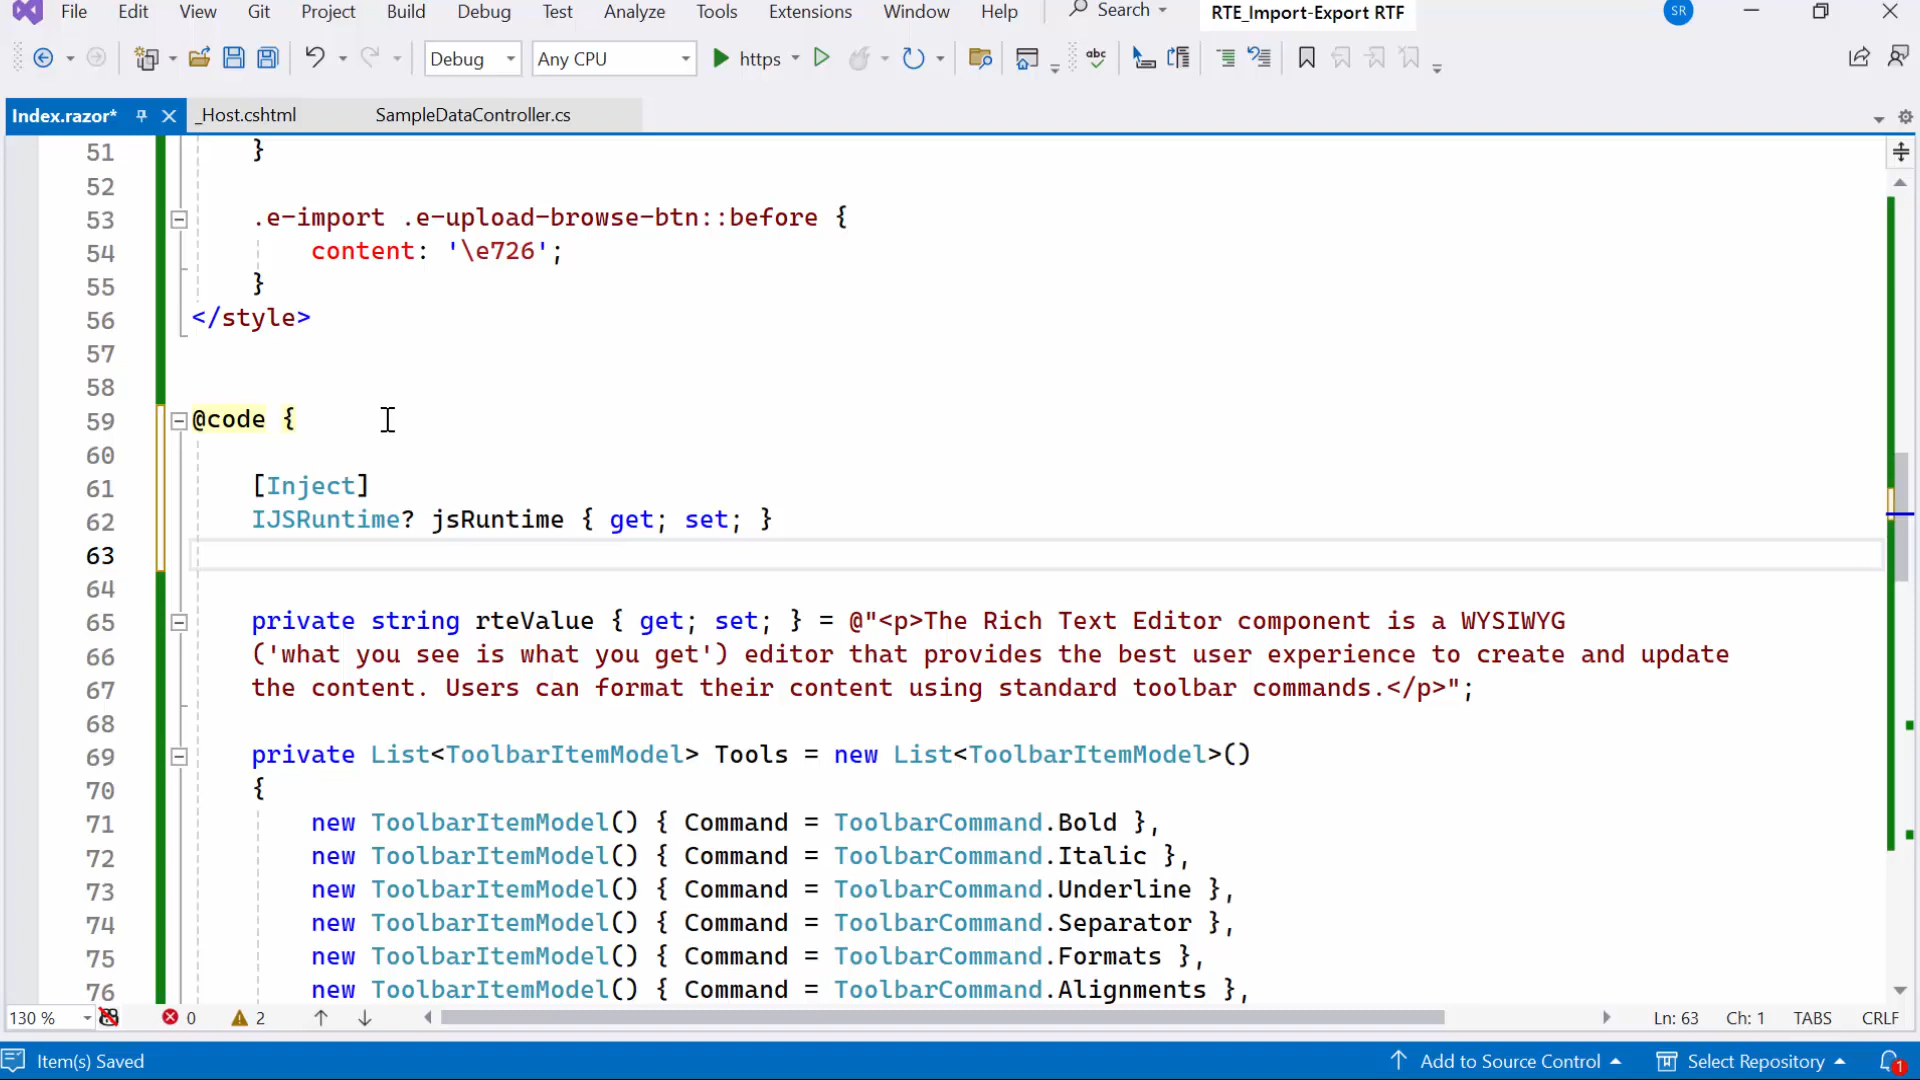 File Edit View Git Project Build Debug Test Analyze Tools Extensions Window Help Search RTE_Import-Export RTF SR
Debug Any CPU https abc
Index.razor* _Host.cshtml SampleDataController.cs
51 }
52
53 .e-import .e-upload-browse-btn::before {
54 content: '\e726';
55 }
56 </style>
57
58
59 @code {
60
61 [Inject]
62 IJSRuntime? jsRuntime { get; set; }
63
64
65 private string rteValue { get; set; } = @"<p>The Rich Text Editor component is a WYSIWYG
66 ('what you see is what you get') editor that provides the best user experience to create and update
67 the content. Users can format their content using standard toolbar commands.</p>";
68
69 private List<ToolbarItemModel> Tools = new List<ToolbarItemModel>()
70 {
71 new ToolbarItemModel() { Command = ToolbarCommand.Bold },
72 new ToolbarItemModel() { Command = ToolbarCommand.Italic },
73 new ToolbarItemModel() { Command = ToolbarCommand.Underline },
74 new ToolbarItemModel() { Command = ToolbarCommand.Separator },
75 new ToolbarItemModel() { Command = ToolbarCommand.Formats },
76 new ToolbarItemModel() { Command = ToolbarCommand.Alignments },
130 % 0 2 Ln: 63 Ch: 1 TABS CRLF
Item(s) Saved Add to Source Control Select Repository 1